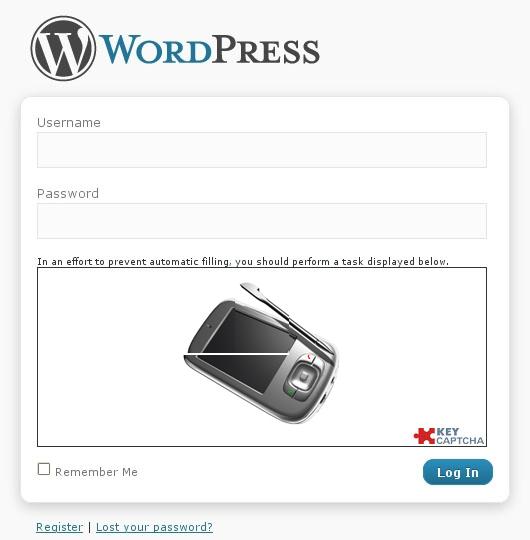 WORDPRESS
Username
Password
In an effort to prevent automatic filling, you should perform a task displayed below.
KEY
CAPTCHA
Remember Me
Log In
Register | Lost your password?